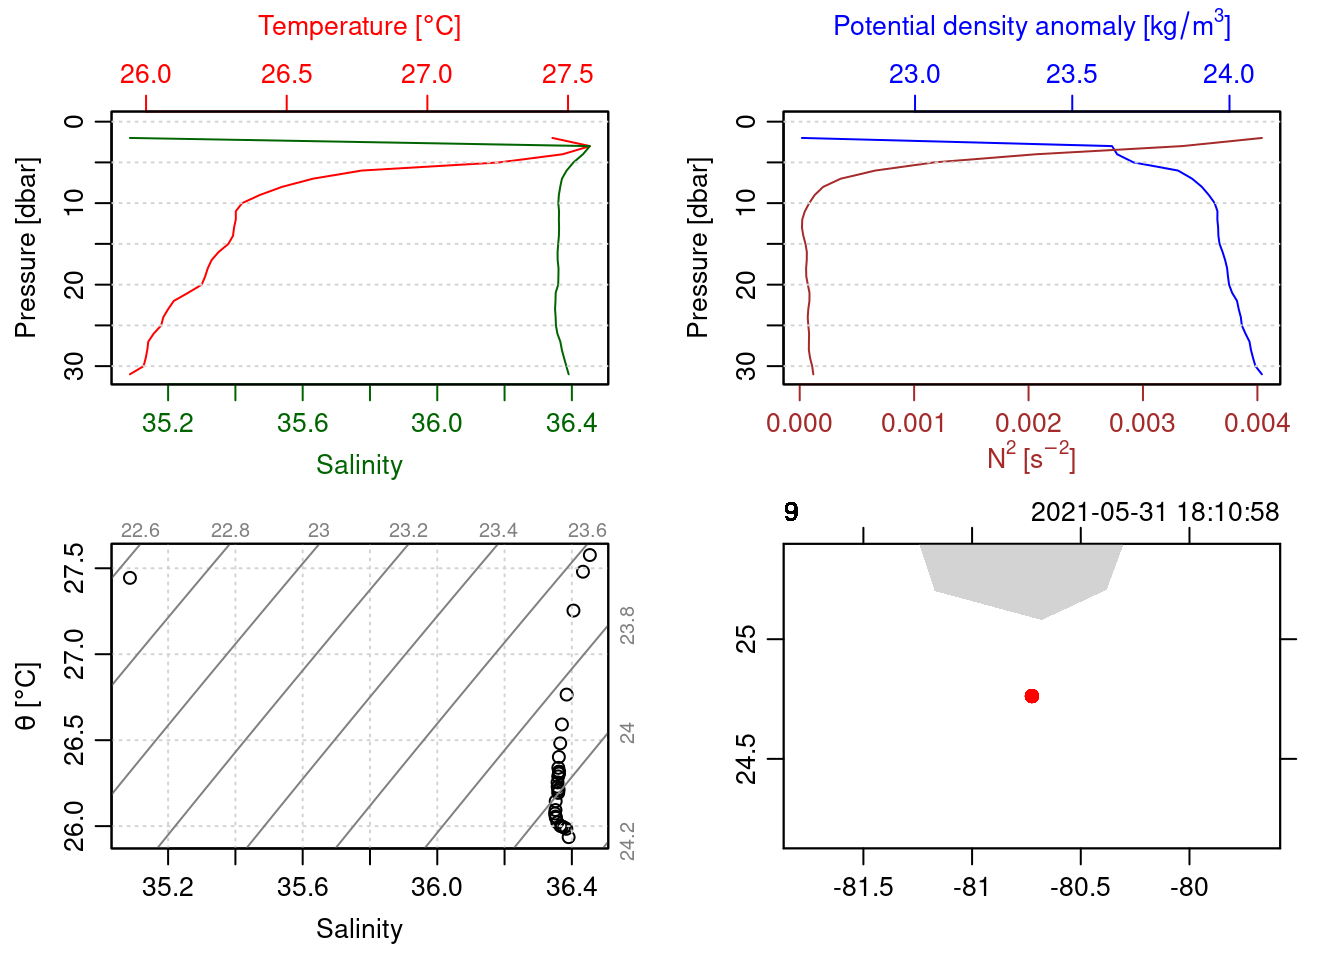 Temperature [°C]
26.0 26.5 27.0 27.5
Pressure [dbar]
0 10 20 30
35.2 35.6 36.0 36.4
Salinity
Potential density anomaly [kg/m³]
23.0 23.5 24.0
Pressure [dbar]
0 10 20 30
0.000 0.001 0.002 0.003 0.004
N² [s⁻²]
22.6 22.8 23 23.2 23.4 23.6
θ [°C]
27.5 27.0 26.5 26.0
23.8 24 24.2
35.2 35.6 36.0 36.4
Salinity
2021-05-31 18:10:58
25 24.5
-81.5 -81 -80.5 -80